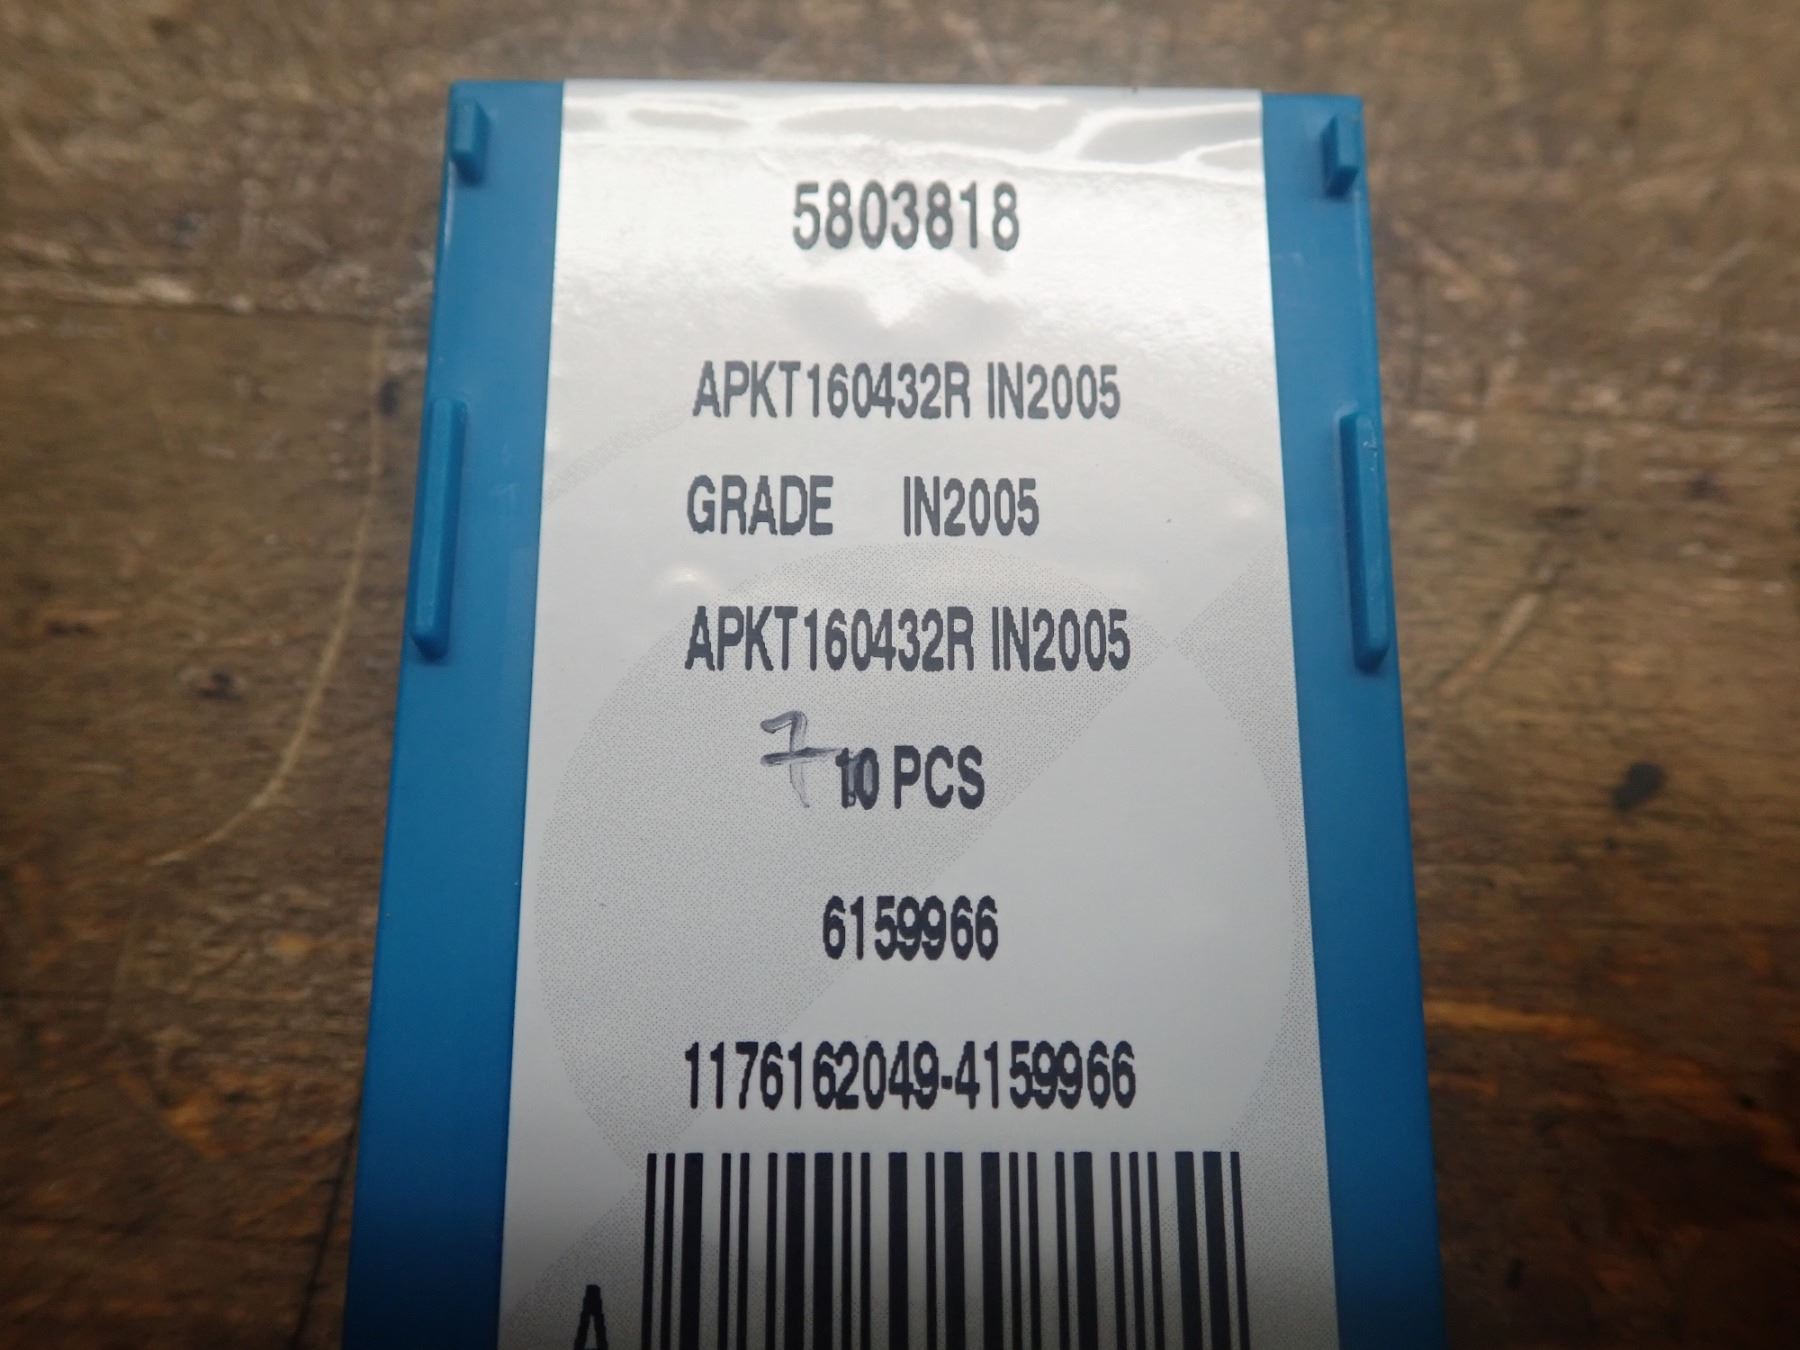 5803818
APKT160432R IN2005
GRADE IN2005
APKT160432R IN2005
7 10 PCS
6159966
1176162049-4159966
A